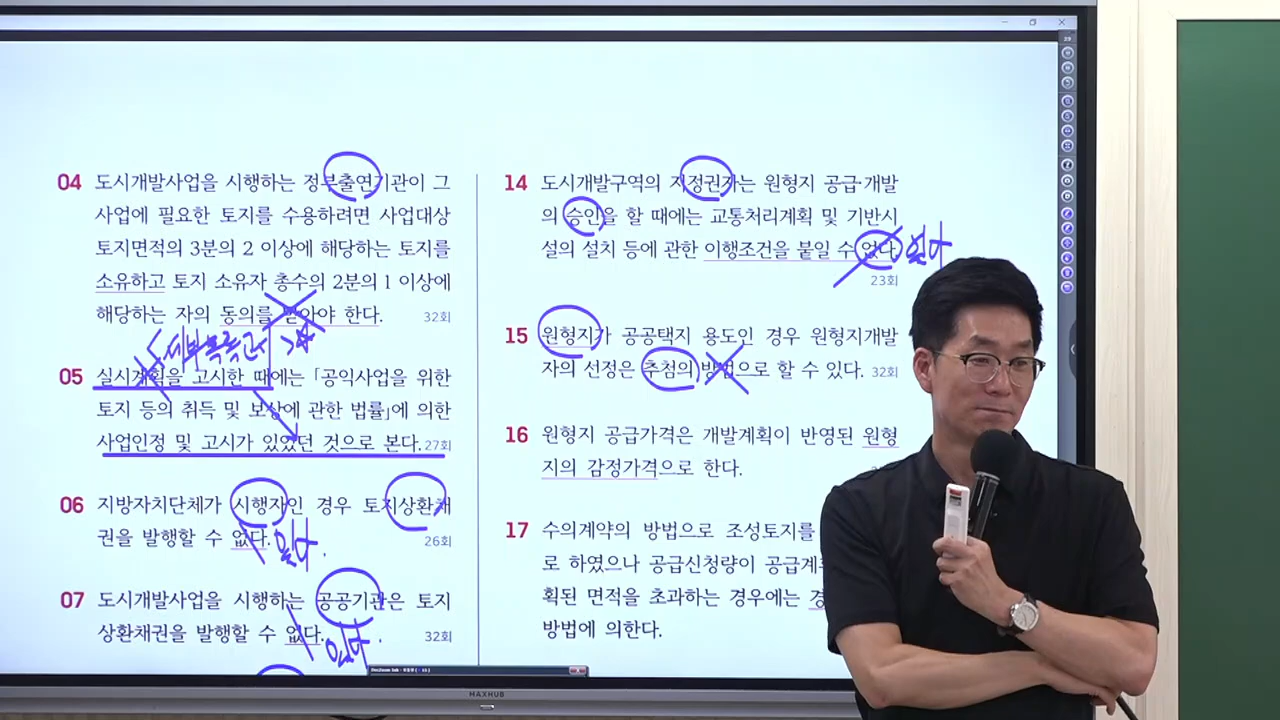 04 도시개발사업을 시행하는 정부출연기관이 그
사업에 필요한 토지를 수용하려면 사업대상
토지면적의 3분의 2 이상에 해당하는 토지를
소유하고 토지 소유자 총수의 2분의 1 이상에
해당하는 자의 동의를 받아야 한다. 32회
<세부목록고시>
05 실시계획을 고시한 때에는 「공익사업을 위한
토지 등의 취득 및 보상에 관한 법률」에 의한
사업인정 및 고시가 있었던 것으로 본다. 27회
06 지방자치단체가 시행자인 경우 토지상환채
권을 발행할 수 없다. 있다. 26회
07 도시개발사업을 시행하는 공공기관은 토지
상환채권을 발행할 수 없다. 있다. 32회
14 도시개발구역의 지정권자는 원형지 공급·개발
의 승인을 할 때에는 교통처리계획 및 기반시
설의 설치 등에 관한 이행조건을 붙일 수 없다 있다
23회
15 원형지가 공공택지 용도인 경우 원형지개발
자의 선정은 추첨의 방법으로 할 수 있다. 32회
16 원형지 공급가격은 개발계획이 반영된 원형
지의 감정가격으로 한다.
17 수의계약의 방법으로 조성토지를
로 하였으나 공급신청량이 공급계
획된 면적을 초과하는 경우에는
방법에 의한다.
MAXHUB